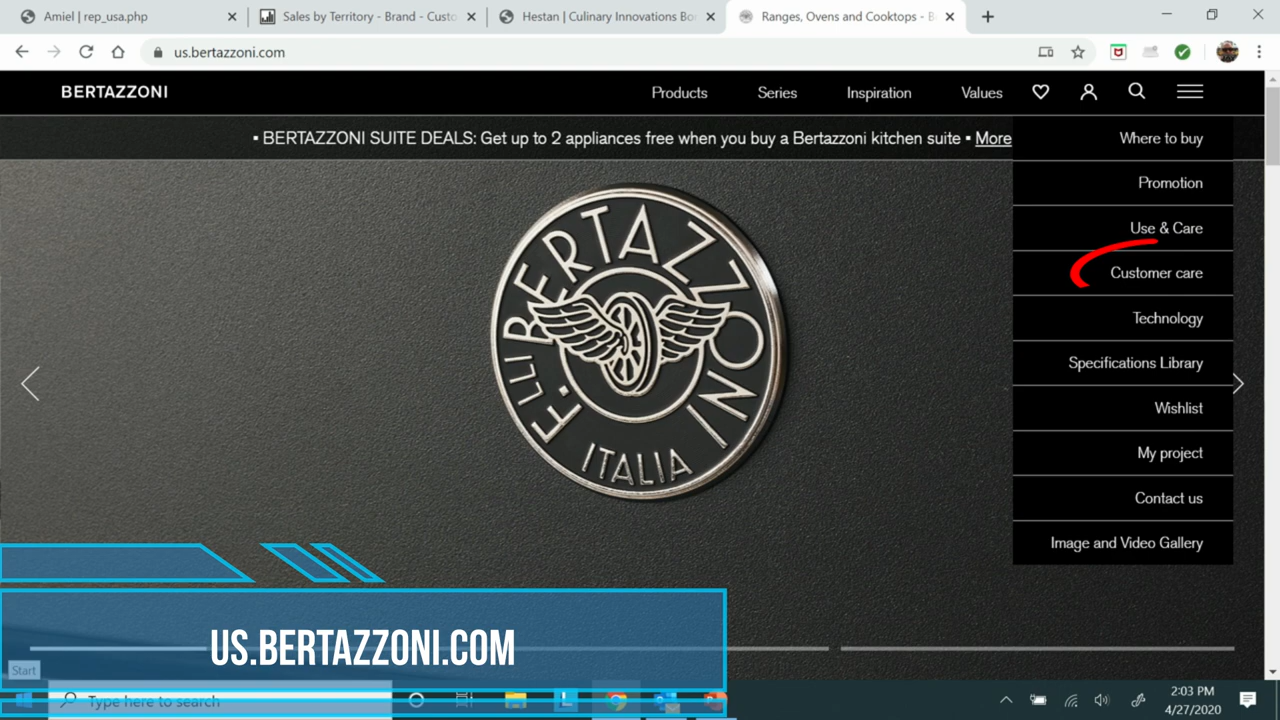 Amiel | rep_usa.php
Sales by Territory - Brand - Custo
Hestan | Culinary Innovations Bo
Ranges, Ovens and Cooktops - B
us.bertazzoni.com
BERTAZZONI
Products
Series
Inspiration
Values
▪ BERTAZZONI SUITE DEALS: Get up to 2 appliances free when you buy a Bertazzoni kitchen suite ▪ More
Where to buy
Promotion
Use & Care
Customer care
Technology
Specifications Library
Wishlist
My project
Contact us
Image and Video Gallery
F.LLI BERTAZZONI
ITALIA
US.BERTAZZONI.COM
Start
Type here to search
2:03 PM
4/27/2020